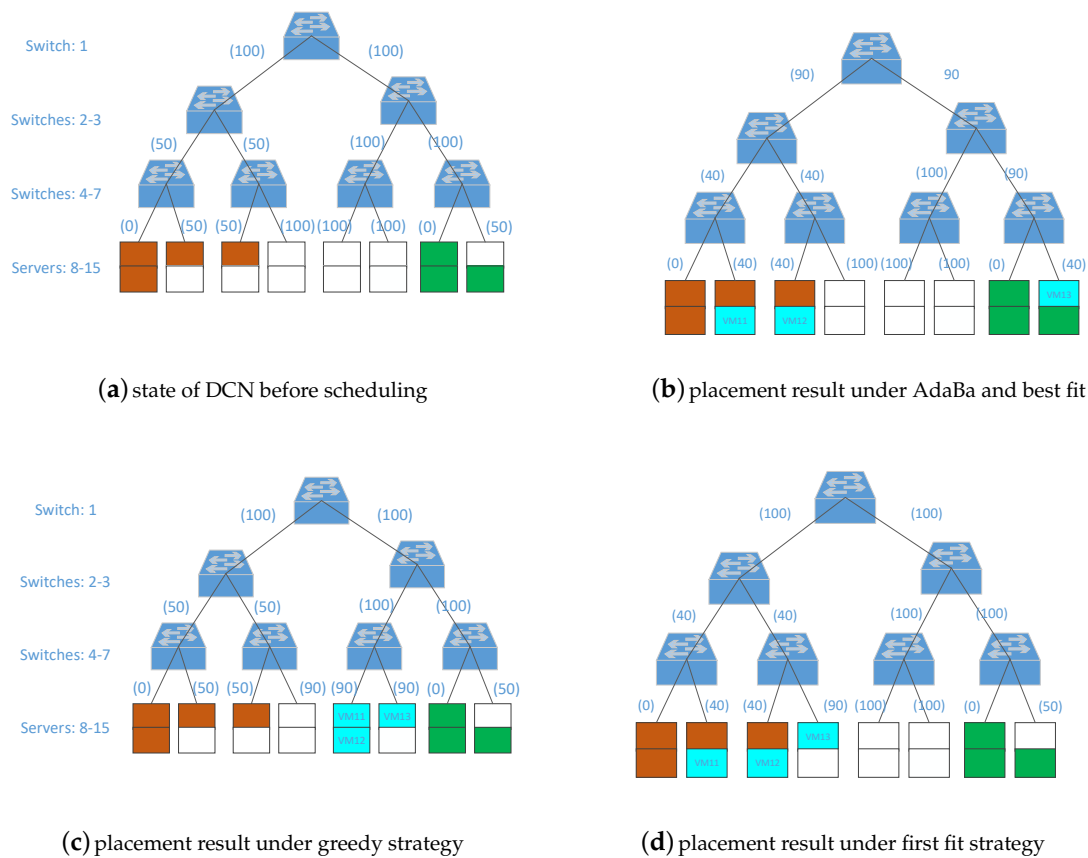 Switch: 1
(100) (100)
Switches: 2-3
(50) (50) (100) (100)
Switches: 4-7
(0) (50) (50) (100) (100) (100) (0) (50)
Servers: 8-15
(a) state of DCN before scheduling
(90) 90
(40) (40) (100) (90)
(0) (40) (40) (100) (100) (100) (0) (40)
VM13
VM11 VM12
(b) placement result under AdaBa and best fit
Switch: 1
(100) (100)
Switches: 2-3
(50) (50) (100) (100)
Switches: 4-7
(0) (50) (50) (90) (90) (90) (0) (50)
VM11 VM13
Servers: 8-15
VM12
(c) placement result under greedy strategy
(100) (100)
(40) (40) (100) (100)
(0) (40) (40) (90) (100) (100) (0) (50)
VM13
VM11 VM12
(d) placement result under first fit strategy